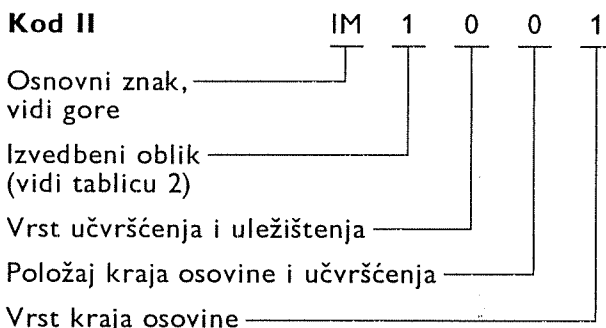 Kod II IM 1 0 0 1
Osnovni znak,
vidi gore
Izvedbeni oblik
(vidi tablicu 2)
Vrst učvršćenja i uležištenja
Položaj kraja osovine i učvršćenja
Vrst kraja osovine